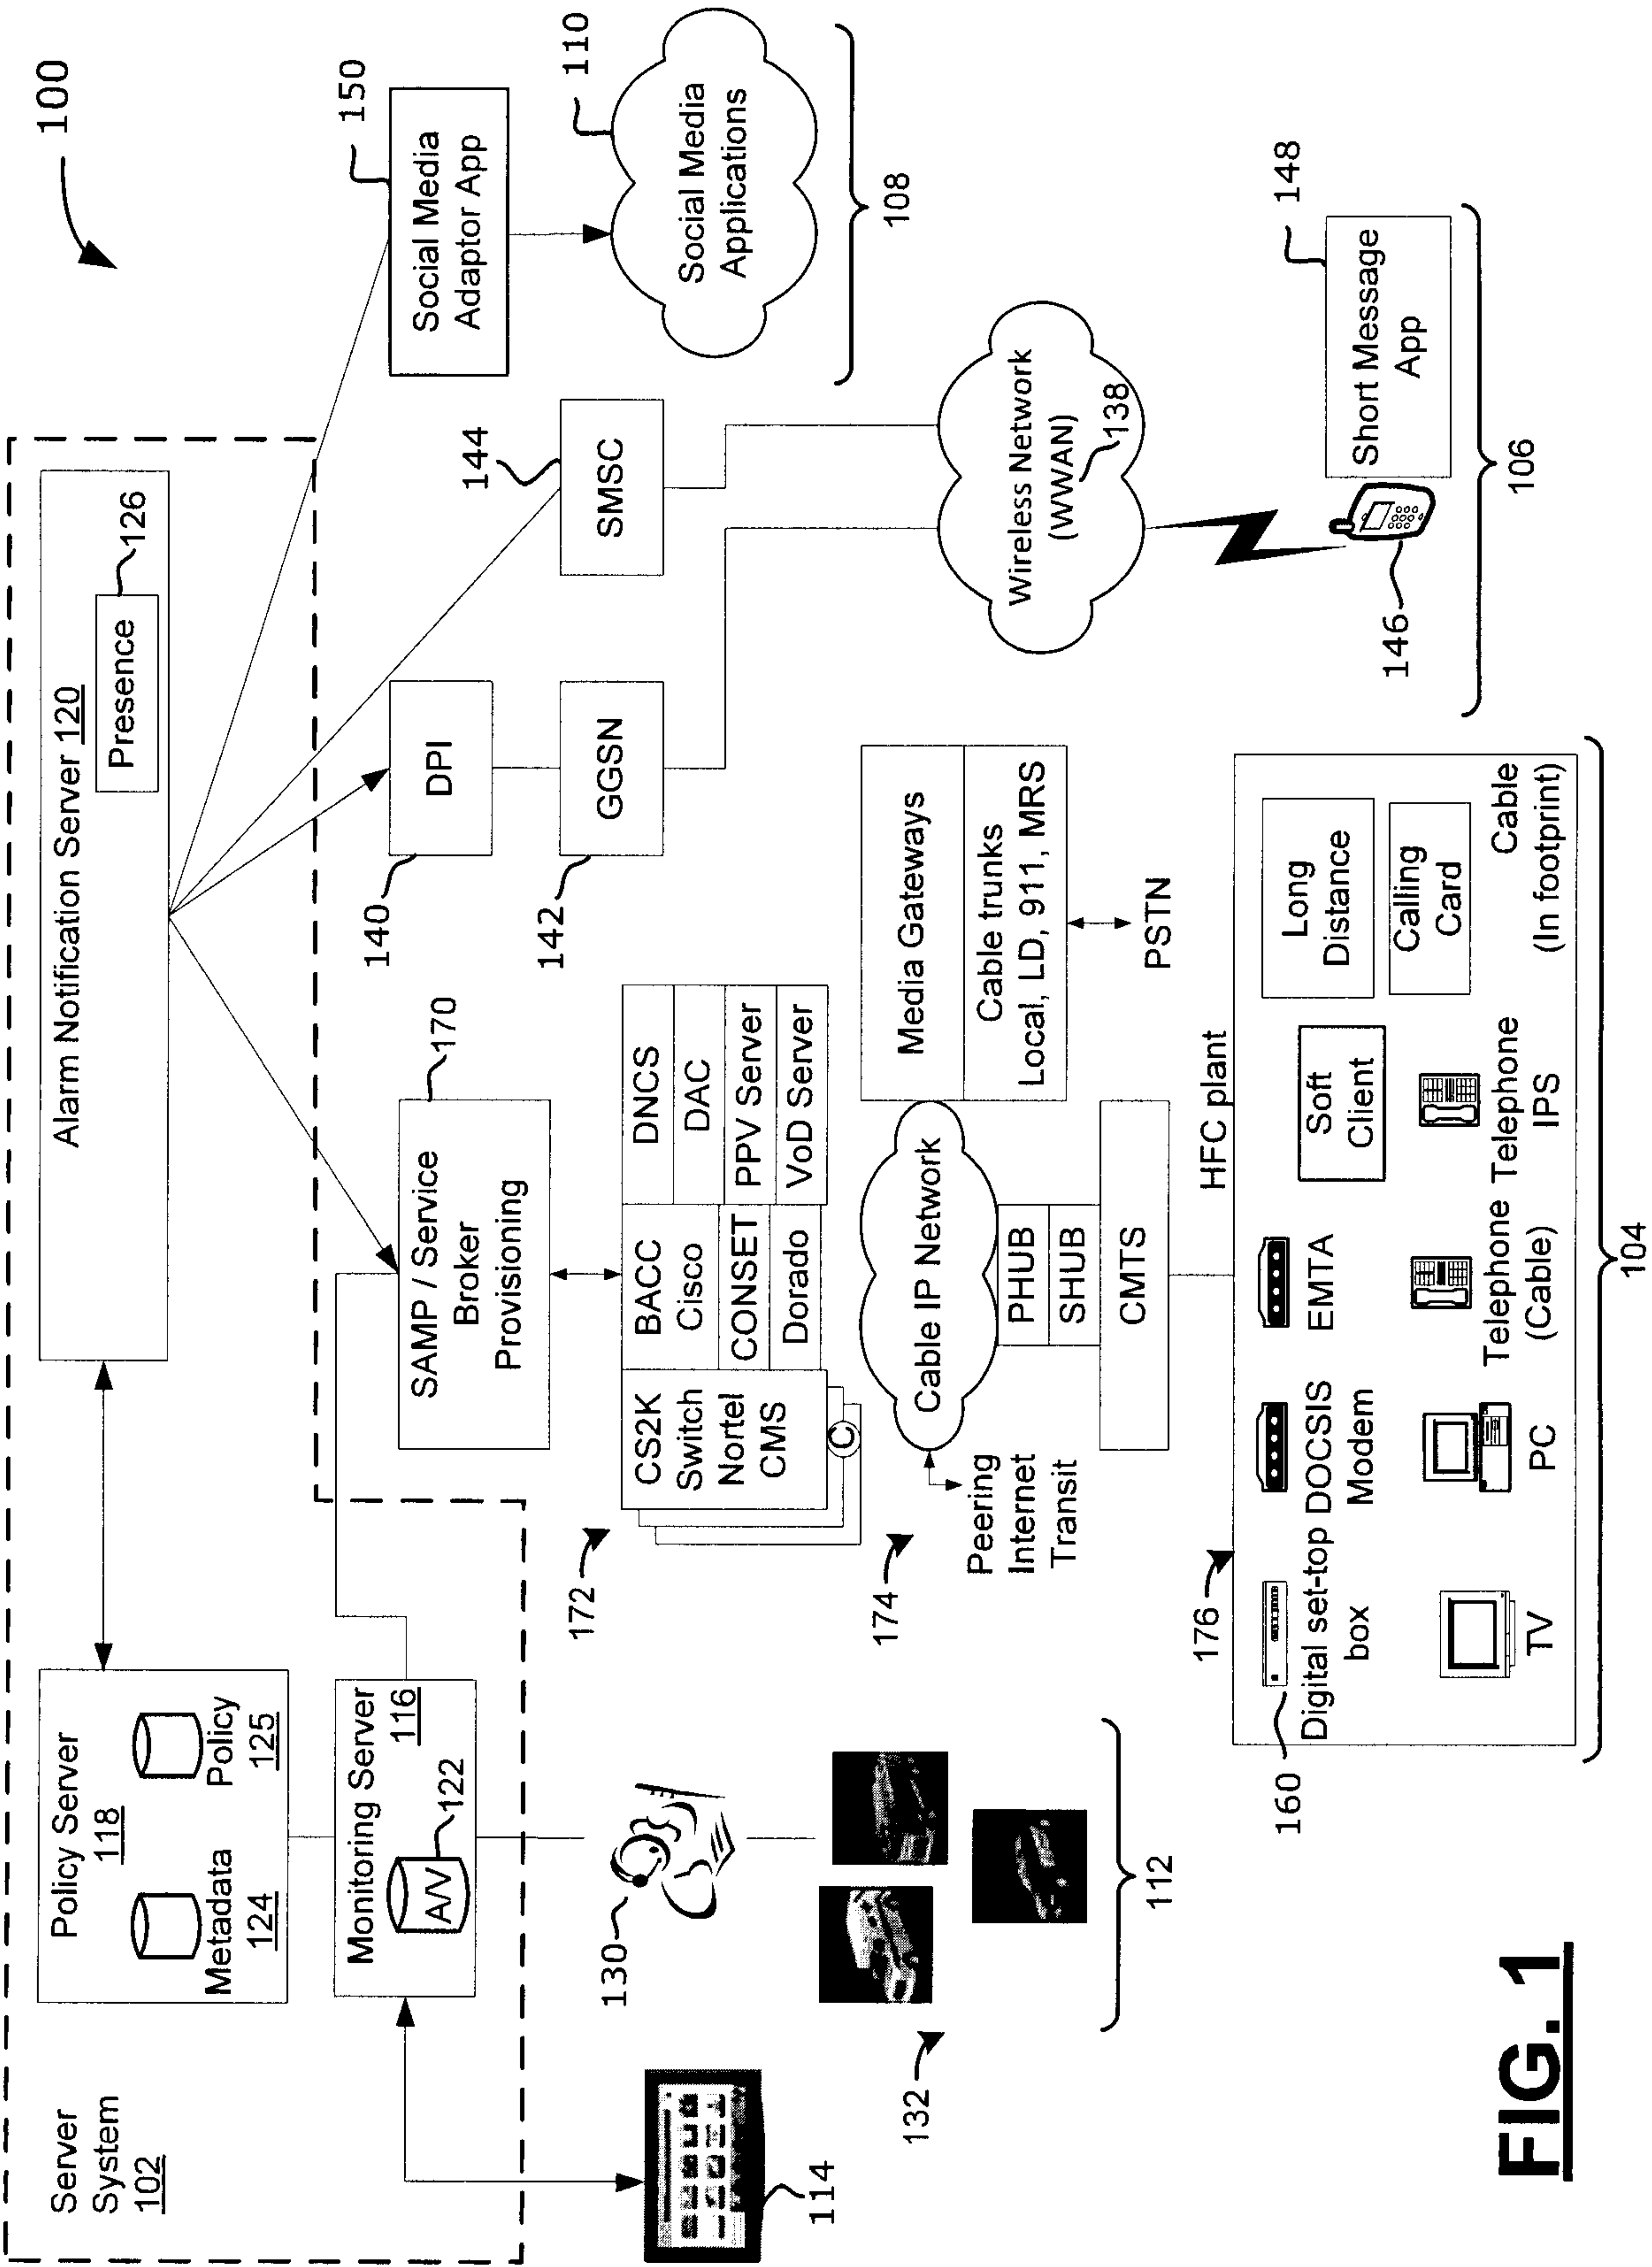 100
Server
System
102
Policy Server
118
Metadata
124
Policy
125
Alarm Notification Server 120
Presence
126
Monitoring Server
116
A/V
122
114
130
132
112
SAMP / Service
Broker
Provisioning
170
DPI
140
GGSN
142
SMSC
144
Social Media
Adaptor App
150
Social Media
Applications
110
108
172
CS2K
Switch
Nortel
CMS
C
BACC
Cisco
CONSET
Dorado
DNCS
DAC
PPV Server
VoD Server
174
Cable IP Network
Peering
Internet
Transit
PHUB
SHUB
CMTS
Media Gateways
Cable trunks
Local, LD, 911, MRS
PSTN
Wireless Network
(WWAN)
138
146
Short Message
App
148
106
HFC plant
176
160
Digital set-top
box
DOCSIS
Modem
EMTA
Soft
Client
Long
Distance
Calling
Card
TV
PC
Telephone
(Cable)
Telephone
IPS
Cable
(In footprint)
104
FIG. 1